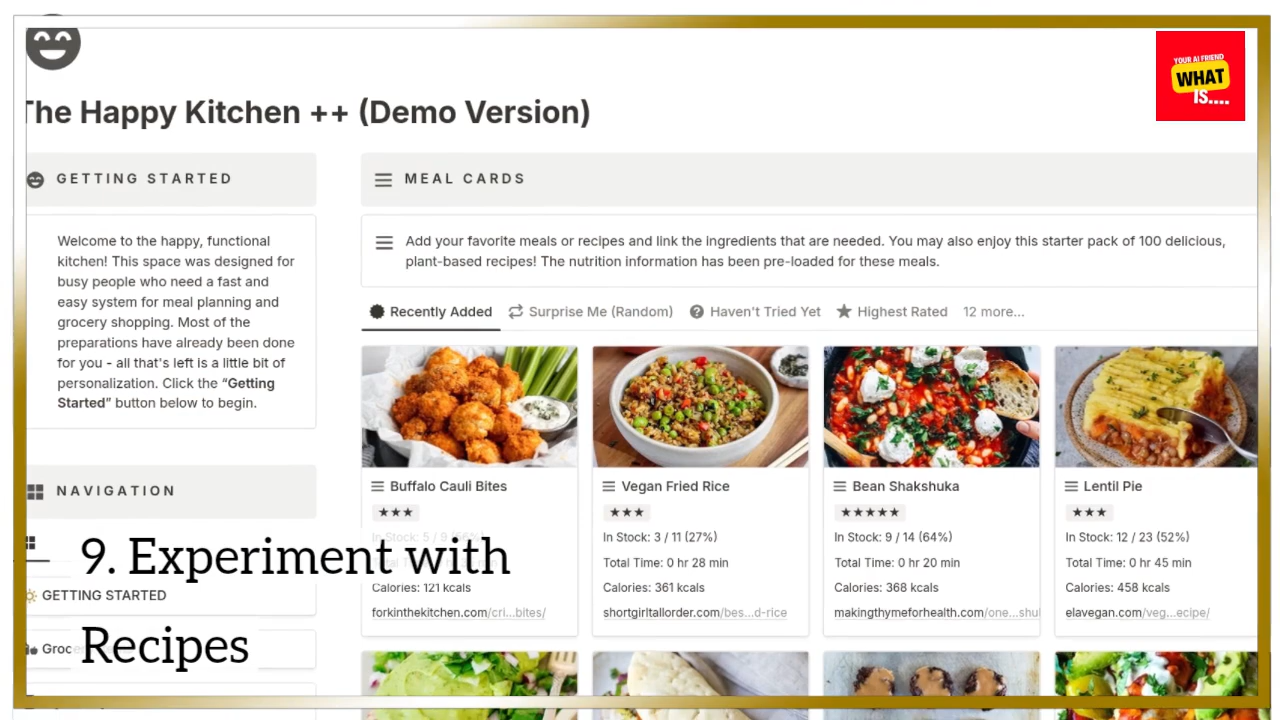 YOUR AI FRIEND
WHAT
IS....
The Happy Kitchen ++ (Demo Version)
GETTING STARTED
Welcome to the happy, functional
kitchen! This space was designed for
busy people who need a fast and
easy system for meal planning and
grocery shopping. Most of the
preparations have already been done
for you - all that's left is a little bit of
personalization. Click the “Getting
Started” button below to begin.
NAVIGATION
GETTING STARTED
MEAL CARDS
Add your favorite meals or recipes and link the ingredients that are needed. You may also enjoy this starter pack of 100 delicious,
plant-based recipes! The nutrition information has been pre-loaded for these meals.
Recently Added Surprise Me (Random) Haven't Tried Yet Highest Rated 12 more...
Buffalo Cauli Bites
★★★
In Stock: 5 / 9
Calories: 121 kcals
forkinthekitchen.com/cri...bites/
Vegan Fried Rice
★★★
In Stock: 3 / 11 (27%)
Total Time: 0 hr 28 min
Calories: 361 kcals
shortgirltallorder.com/bes...d-rice
Bean Shakshuka
★★★★★
In Stock: 9 / 14 (64%)
Total Time: 0 hr 20 min
Calories: 368 kcals
makingthymeforhealth.com/one...shul
Lentil Pie
★★★
In Stock: 12 / 23 (52%)
Total Time: 0 hr 45 min
Calories: 458 kcals
elavegan.com/veg...ecipe/
9. Experiment with
Recipes